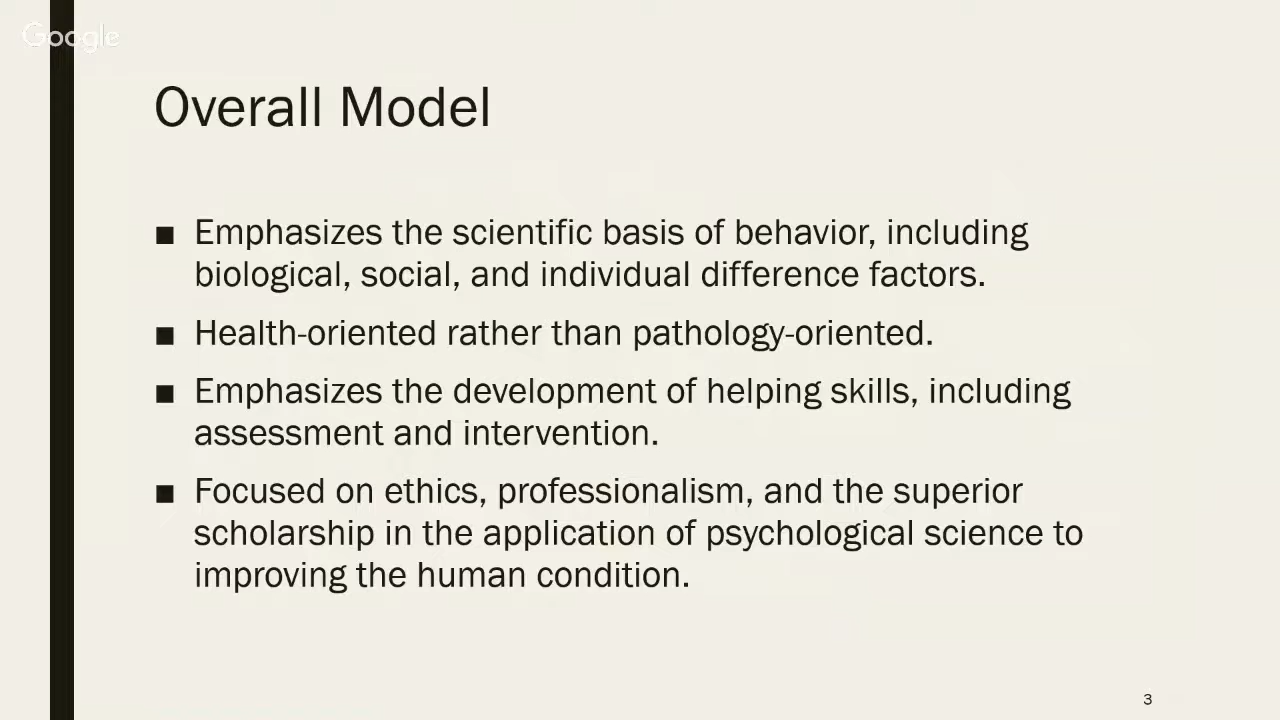 Google
Overall Model
■ Emphasizes the scientific basis of behavior, including
biological, social, and individual difference factors.
■ Health-oriented rather than pathology-oriented.
■ Emphasizes the development of helping skills, including
assessment and intervention.
■ Focused on ethics, professionalism, and the superior
scholarship in the application of psychological science to
improving the human condition.
3